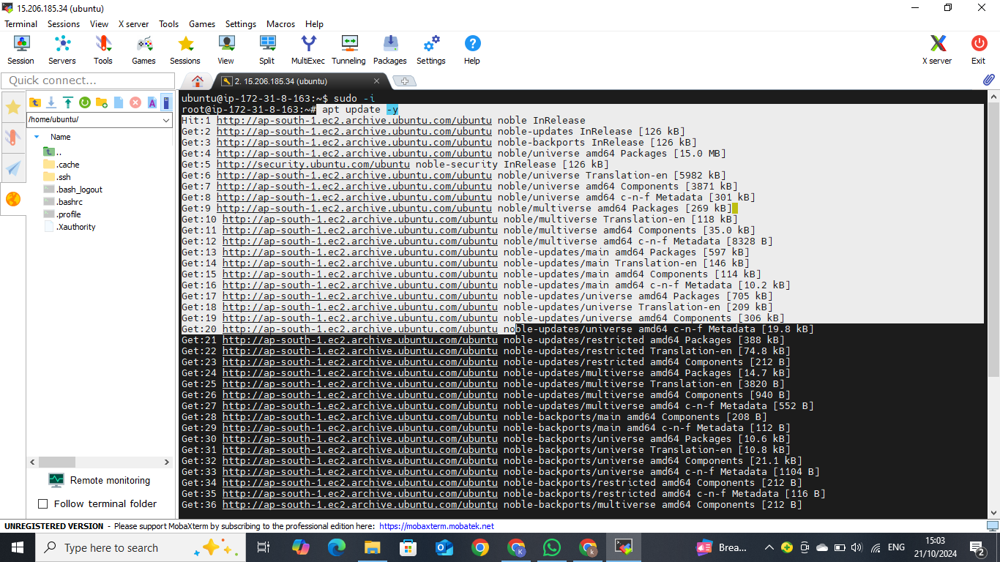 15.206.185.34 (ubuntu)
Terminal Sessions View X server Tools Games Settings Macros Help
Session Servers Tools Games Sessions View Split MultiExec Tunneling Packages Settings Help X server Exit
Quick connect...
2. 15.206.185.34 (ubuntu)
/home/ubuntu/
Name
..
.cache
.ssh
.bash_logout
.bashrc
.profile
.Xauthority
Remote monitoring
Follow terminal folder
ubuntu@ip-172-31-8-163:~$ sudo -i
root@ip-172-31-8-163:~# apt update -y
Hit:1 http://ap-south-1.ec2.archive.ubuntu.com/ubuntu noble InRelease
Get:2 http://ap-south-1.ec2.archive.ubuntu.com/ubuntu noble-updates InRelease [126 kB]
Get:3 http://ap-south-1.ec2.archive.ubuntu.com/ubuntu noble-backports InRelease [126 kB]
Get:4 http://ap-south-1.ec2.archive.ubuntu.com/ubuntu noble/universe amd64 Packages [15.0 MB]
Get:5 http://security.ubuntu.com/ubuntu noble-security InRelease [126 kB]
Get:6 http://ap-south-1.ec2.archive.ubuntu.com/ubuntu noble/universe Translation-en [5982 kB]
Get:7 http://ap-south-1.ec2.archive.ubuntu.com/ubuntu noble/universe amd64 Components [3871 kB]
Get:8 http://ap-south-1.ec2.archive.ubuntu.com/ubuntu noble/universe amd64 c-n-f Metadata [301 kB]
Get:9 http://ap-south-1.ec2.archive.ubuntu.com/ubuntu noble/multiverse amd64 Packages [269 kB]
Get:10 http://ap-south-1.ec2.archive.ubuntu.com/ubuntu noble/multiverse Translation-en [118 kB]
Get:11 http://ap-south-1.ec2.archive.ubuntu.com/ubuntu noble/multiverse amd64 Components [35.0 kB]
Get:12 http://ap-south-1.ec2.archive.ubuntu.com/ubuntu noble/multiverse amd64 c-n-f Metadata [8328 B]
Get:13 http://ap-south-1.ec2.archive.ubuntu.com/ubuntu noble-updates/main amd64 Packages [597 kB]
Get:14 http://ap-south-1.ec2.archive.ubuntu.com/ubuntu noble-updates/main Translation-en [146 kB]
Get:15 http://ap-south-1.ec2.archive.ubuntu.com/ubuntu noble-updates/main amd64 Components [114 kB]
Get:16 http://ap-south-1.ec2.archive.ubuntu.com/ubuntu noble-updates/main amd64 c-n-f Metadata [10.2 kB]
Get:17 http://ap-south-1.ec2.archive.ubuntu.com/ubuntu noble-updates/universe amd64 Packages [705 kB]
Get:18 http://ap-south-1.ec2.archive.ubuntu.com/ubuntu noble-updates/universe Translation-en [209 kB]
Get:19 http://ap-south-1.ec2.archive.ubuntu.com/ubuntu noble-updates/universe amd64 Components [306 kB]
Get:20 http://ap-south-1.ec2.archive.ubuntu.com/ubuntu noble-updates/universe amd64 c-n-f Metadata [19.8 kB]
Get:21 http://ap-south-1.ec2.archive.ubuntu.com/ubuntu noble-updates/restricted amd64 Packages [388 kB]
Get:22 http://ap-south-1.ec2.archive.ubuntu.com/ubuntu noble-updates/restricted Translation-en [74.8 kB]
Get:23 http://ap-south-1.ec2.archive.ubuntu.com/ubuntu noble-updates/restricted amd64 Components [212 B]
Get:24 http://ap-south-1.ec2.archive.ubuntu.com/ubuntu noble-updates/multiverse amd64 Packages [14.7 kB]
Get:25 http://ap-south-1.ec2.archive.ubuntu.com/ubuntu noble-updates/multiverse Translation-en [3820 B]
Get:26 http://ap-south-1.ec2.archive.ubuntu.com/ubuntu noble-updates/multiverse amd64 Components [940 B]
Get:27 http://ap-south-1.ec2.archive.ubuntu.com/ubuntu noble-updates/multiverse amd64 c-n-f Metadata [552 B]
Get:28 http://ap-south-1.ec2.archive.ubuntu.com/ubuntu noble-backports/main amd64 Components [208 B]
Get:29 http://ap-south-1.ec2.archive.ubuntu.com/ubuntu noble-backports/main amd64 c-n-f Metadata [112 B]
Get:30 http://ap-south-1.ec2.archive.ubuntu.com/ubuntu noble-backports/universe amd64 Packages [10.6 kB]
Get:31 http://ap-south-1.ec2.archive.ubuntu.com/ubuntu noble-backports/universe Translation-en [10.8 kB]
Get:32 http://ap-south-1.ec2.archive.ubuntu.com/ubuntu noble-backports/universe amd64 Components [21.1 kB]
Get:33 http://ap-south-1.ec2.archive.ubuntu.com/ubuntu noble-backports/universe amd64 c-n-f Metadata [1104 B]
Get:34 http://ap-south-1.ec2.archive.ubuntu.com/ubuntu noble-backports/restricted amd64 Components [212 B]
Get:35 http://ap-south-1.ec2.archive.ubuntu.com/ubuntu noble-backports/restricted amd64 c-n-f Metadata [116 B]
Get:36 http://ap-south-1.ec2.archive.ubuntu.com/ubuntu noble-backports/multiverse amd64 Components [212 B]
UNREGISTERED VERSION - Please support MobaXterm by subscribing to the professional edition here: https://mobaxterm.mobatek.net
Type here to search
Brea...
ENG
15:03
21/10/2024
2